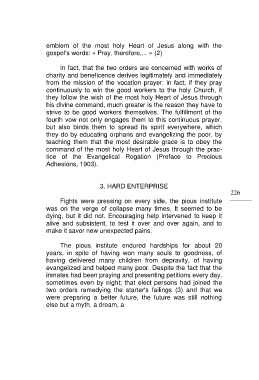 emblem of the most holy Heart of Jesus along with the
gospel's words: « Pray, therefore,... » (2)
In fact, that the two orders are concerned with works of
charity and beneficence derives legitimately and immediately
from the mission of the vocation prayer: in fact, if they pray
continuously to win the good workers to the holy Church, if
they follow the wish of the most holy Heart of Jesus through
his divine command, much greater is the reason they have to
strive to be good workers themselves. The fulfillment of the
fourth vow not only engages them to this continuous prayer,
but also binds them to spread its spirit everywhere, which
they do by educating orphans and evangelizing the poor, by
teaching them that the most desirable grace is to obey the
command of the most holy Heart of Jesus through the prac-
tice of the Evangelical Rogation (Preface to Precious
Adhesions, 1903).
3. HARD ENTERPRISE
226
Fights were pressing on every side, the pious institute
was on the verge of collapse many times. It seemed to be
dying, but it did not. Encouraging help intervened to keep it
alive and subsistent, to test it over and over again, and to
make it savor new unexpected pains.
The pious institute endured hardships for about 20
years, in spite of having won many souls to goodness, of
having delivered many children from depravity, of having
evangelized and helped many poor. Despite the fact that the
inmates had been praying and presenting petitions every day,
sometimes even by night; that elect persons had joined the
two orders remedying the starter's failings (3) and that we
were preparing a better future, the future was still nothing
else but a myth, a dream, a